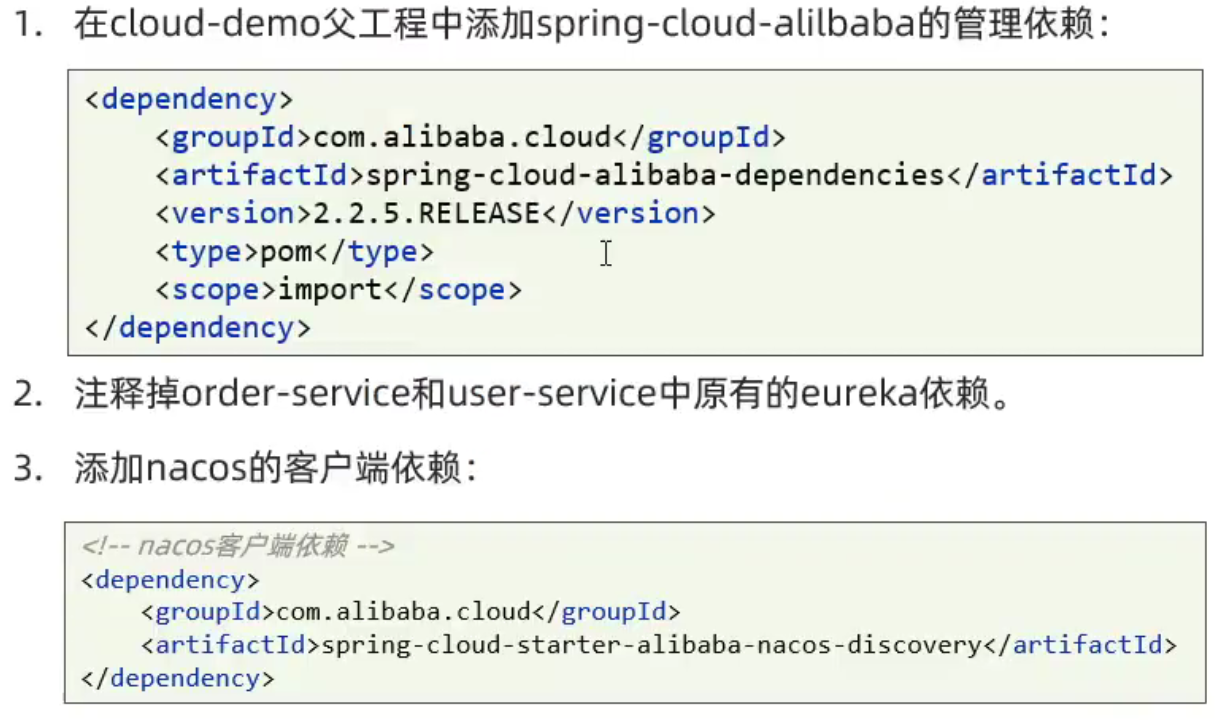 1. 在cloud-demo父工程中添加spring-cloud-alilbaba的管理依赖：
<dependency>
    <groupId>com.alibaba.cloud</groupId>
    <artifactId>spring-cloud-alibaba-dependencies</artifactId>
    <version>2.2.5.RELEASE</version>
    <type>pom</type>
    <scope>import</scope>
</dependency>
2. 注释掉order-service和user-service中原有的eureka依赖。
3. 添加nacos的客户端依赖：
<!-- nacos客户端依赖 -->
<dependency>
    <groupId>com.alibaba.cloud</groupId>
    <artifactId>spring-cloud-starter-alibaba-nacos-discovery</artifactId>
</dependency>